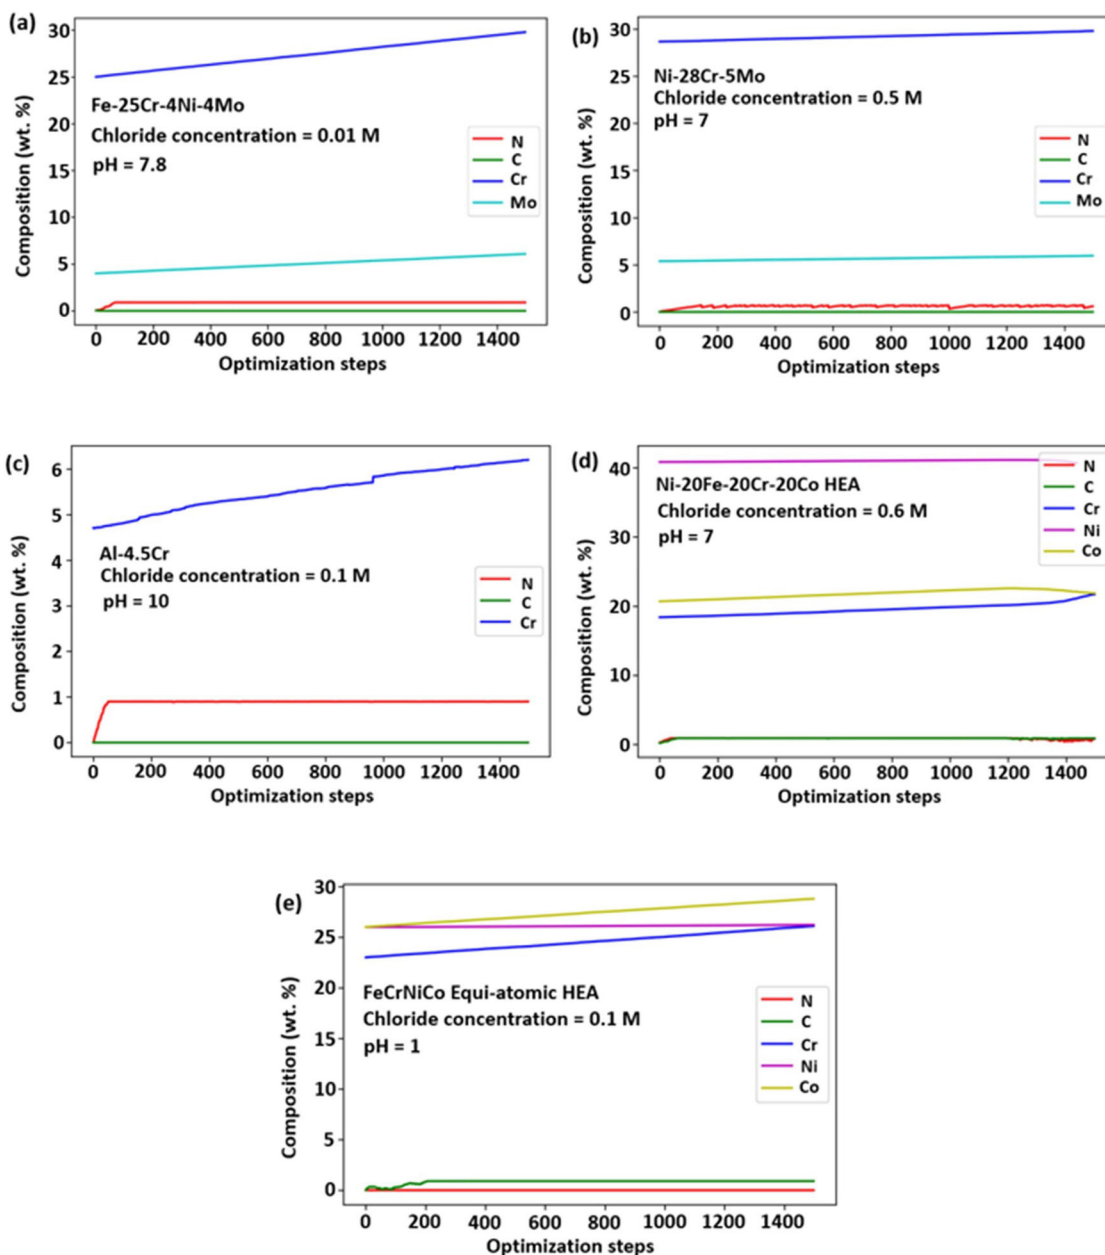 (a)
Composition (wt. %)
30
25
20
15
10
5
0
Fe-25Cr-4Ni-4Mo
Chloride concentration = 0.01 M
pH = 7.8
N
C
Cr
Mo
0 200 400 600 800 1000 1200 1400
Optimization steps
(b)
Composition (wt. %)
30
25
20
15
10
5
0
Ni-28Cr-5Mo
Chloride concentration = 0.5 M
pH = 7
N
C
Cr
Mo
0 200 400 600 800 1000 1200 1400
Optimization steps
(c)
Composition (wt. %)
6
5
4
3
2
1
0
Al-4.5Cr
Chloride concentration = 0.1 M
pH = 10
N
C
Cr
0 200 400 600 800 1000 1200 1400
Optimization steps
(d)
Composition (wt. %)
40
30
20
10
0
Ni-20Fe-20Cr-20Co HEA
Chloride concentration = 0.6 M
pH = 7
N
C
Cr
Ni
Co
0 200 400 600 800 1000 1200 1400
Optimization steps
(e)
Composition (wt. %)
30
25
20
15
10
5
0
FeCrNiCo Equi-atomic HEA
Chloride concentration = 0.1 M
pH = 1
N
C
Cr
Ni
Co
0 200 400 600 800 1000 1200 1400
Optimization steps